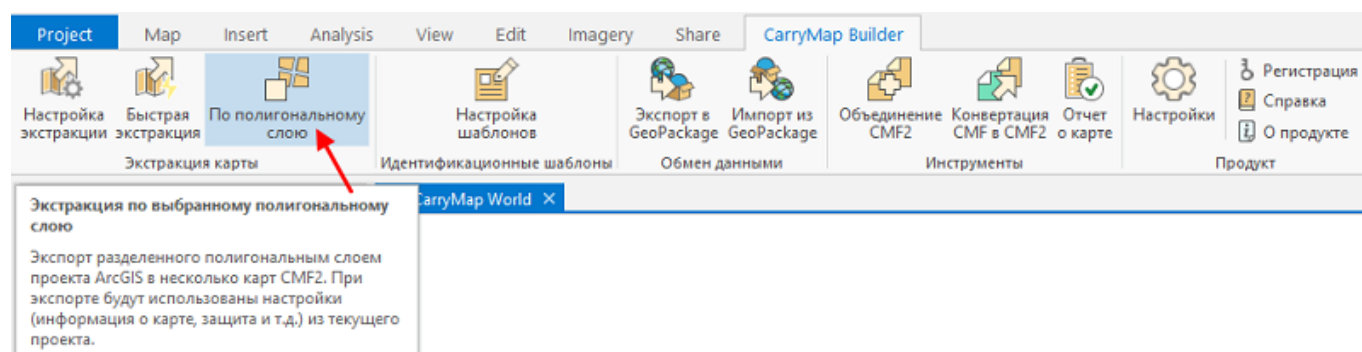 Project Map Insert Analysis View Edit Imagery Share CarryMap Builder
Настройка экстракции
Быстрая экстракция
По полигональному слою
Экстракция карты
Настройка шаблонов
Идентификационные шаблоны
Экспорт в GeoPackage
Импорт из GeoPackage
Обмен данными
Объединение CMF2
Конвертация CMF в CMF2
Отчет о карте
Инструменты
Настройки
Регистрация
Справка
О продукте
Продукт
CarryMap World
Экстракция по выбранному полигональному
слою
Экспорт разделенного полигональным слоем
проекта ArcGIS в несколько карт CMF2. При
экспорте будут использованы настройки
(информация о карте, защита и т.д.) из текущего
проекта.